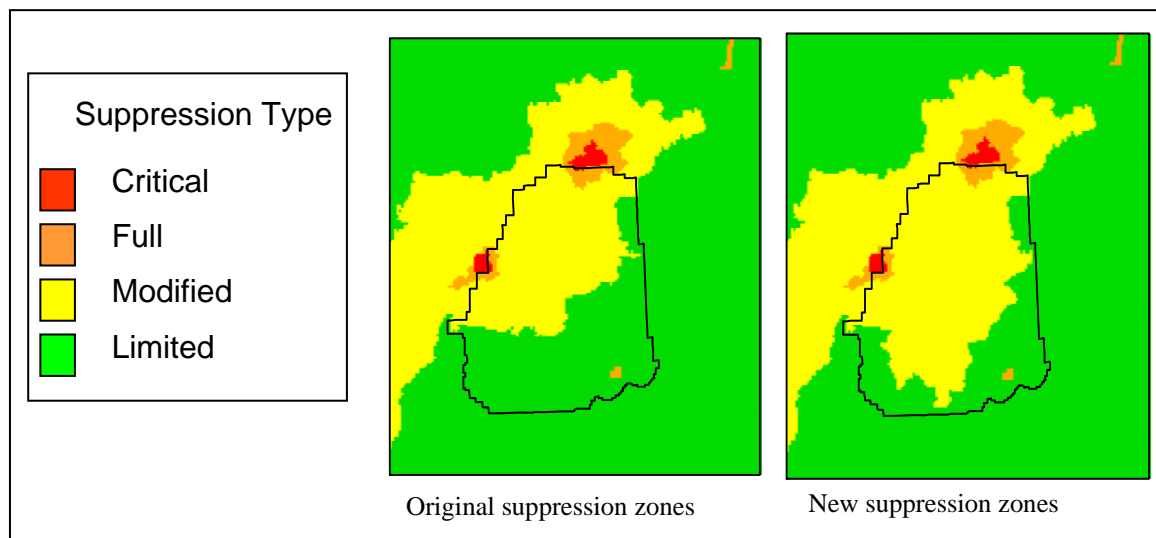 Suppression Type
Critical
Full
Modified
Limited
Original suppression zones
New suppression zones